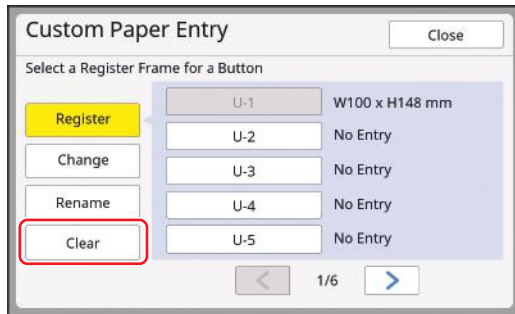 Custom Paper Entry
Close
Select a Register Frame for a Button
Register
U-1 W100 x H148 mm
U-2 No Entry
Change
U-3 No Entry
Rename
U-4 No Entry
Clear
U-5 No Entry
1/6